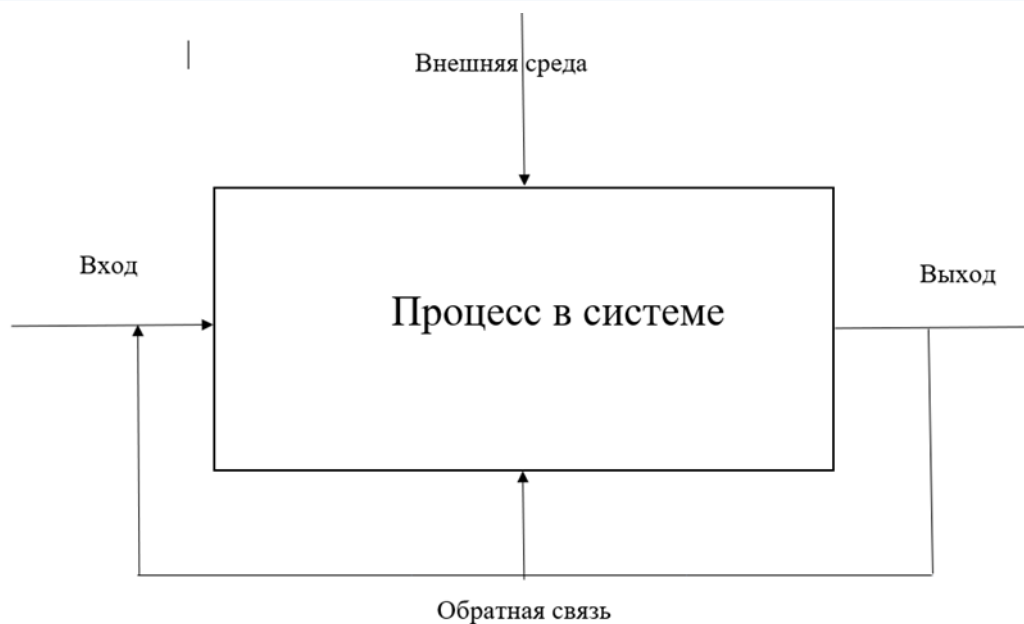 Внешняя среда
Вход
Выход
Процесс в системе
Обратная связь